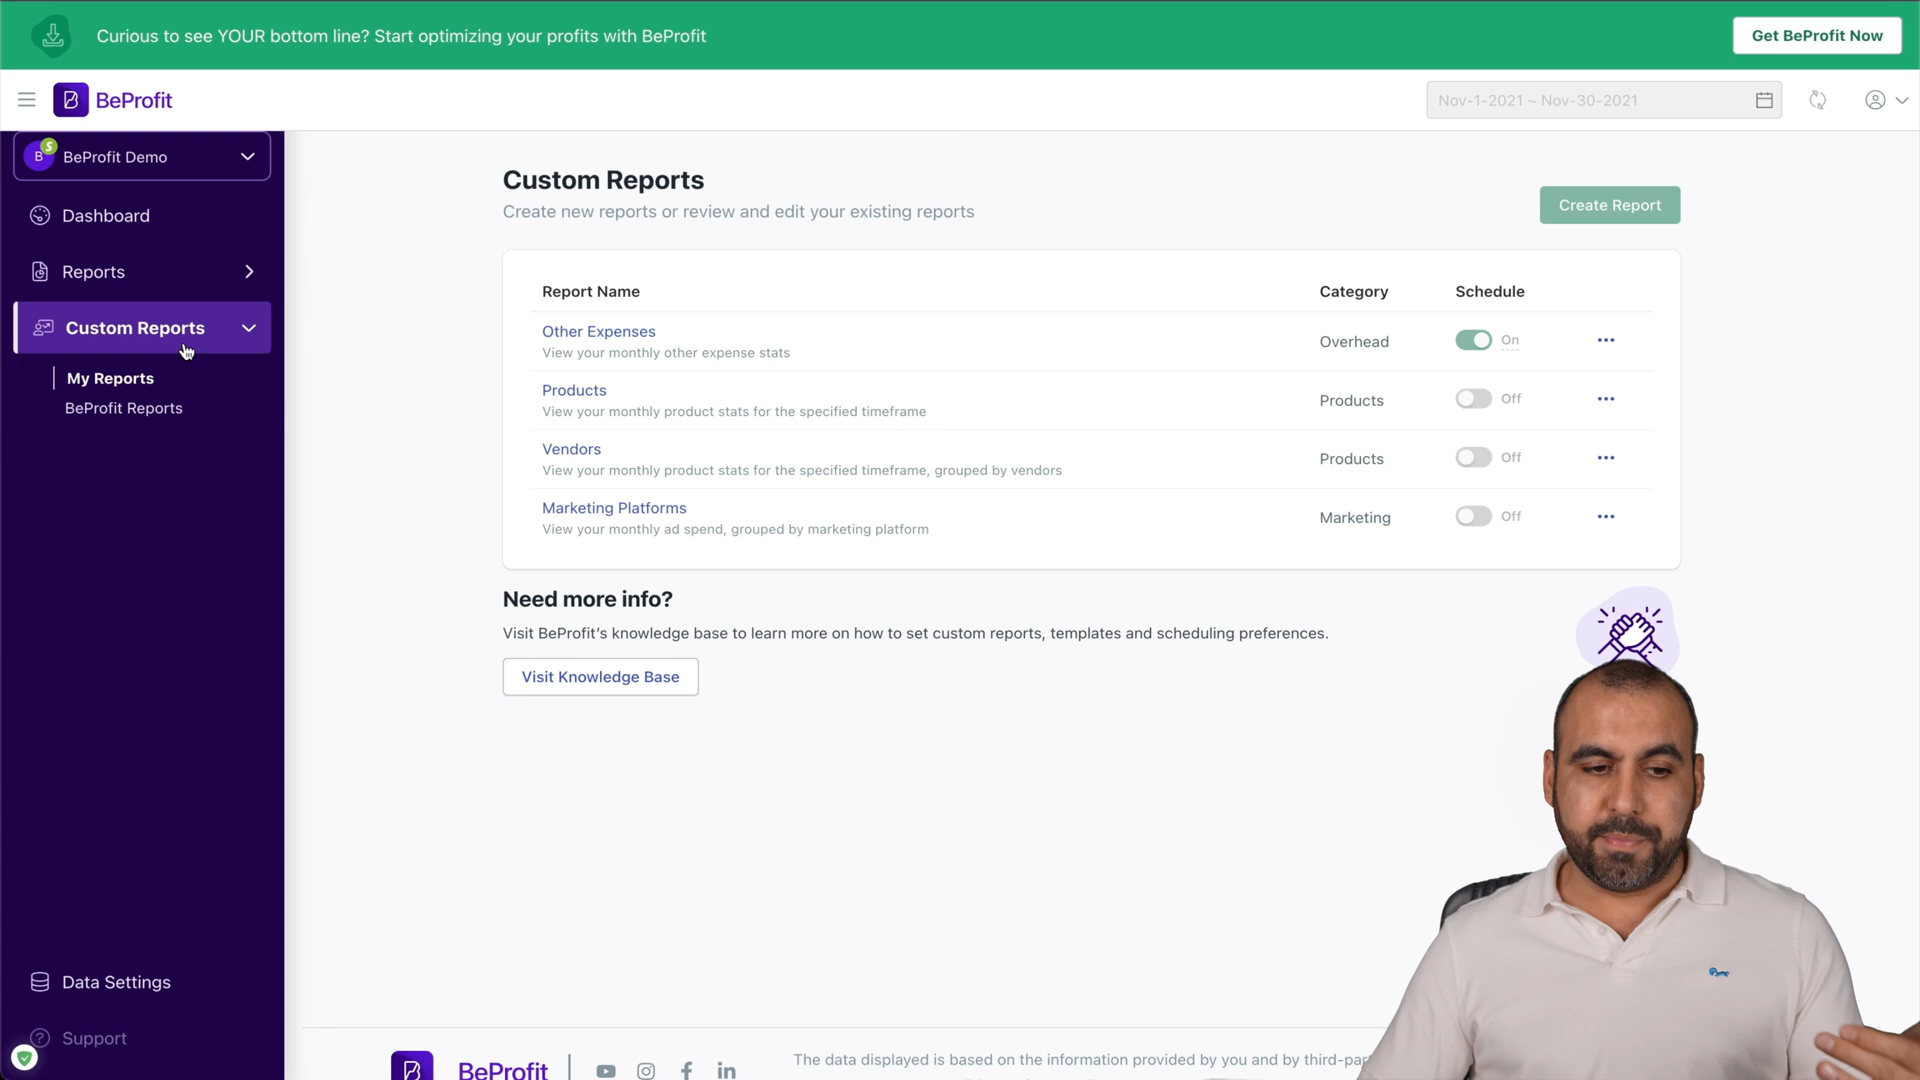 Curious to see YOUR bottom line? Start optimizing your profits with BeProfit
Get BeProfit Now
BeProfit
Nov-1-2021 ~ Nov-30-2021
B
S
BeProfit Demo
Dashboard
Reports
Custom Reports
My Reports
BeProfit Reports
Data Settings
Support
Custom Reports
Create new reports or review and edit your existing reports
Create Report
Report Name
Category
Schedule
Other Expenses
View your monthly other expense stats
Overhead
On
Products
View your monthly product stats for the specified timeframe
Products
Off
Vendors
View your monthly product stats for the specified timeframe, grouped by vendors
Products
Off
Marketing Platforms
View your monthly ad spend, grouped by marketing platform
Marketing
Off
Need more info?
Visit BeProfit's knowledge base to learn more on how to set custom reports, templates and scheduling preferences.
Visit Knowledge Base
BeProfit
The data displayed is based on the information provided by you and by